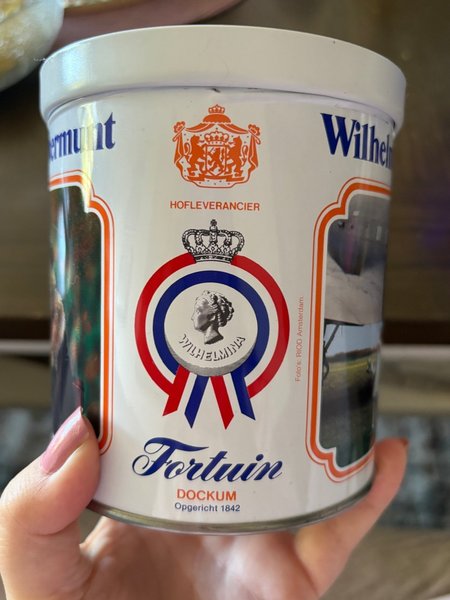 ermunt
Wilhel
HOFLEVERANCIER
WILHELMINA
Foto's: RIOD Amsterdam
Fortuin
DOCKUM
Opgericht 1842